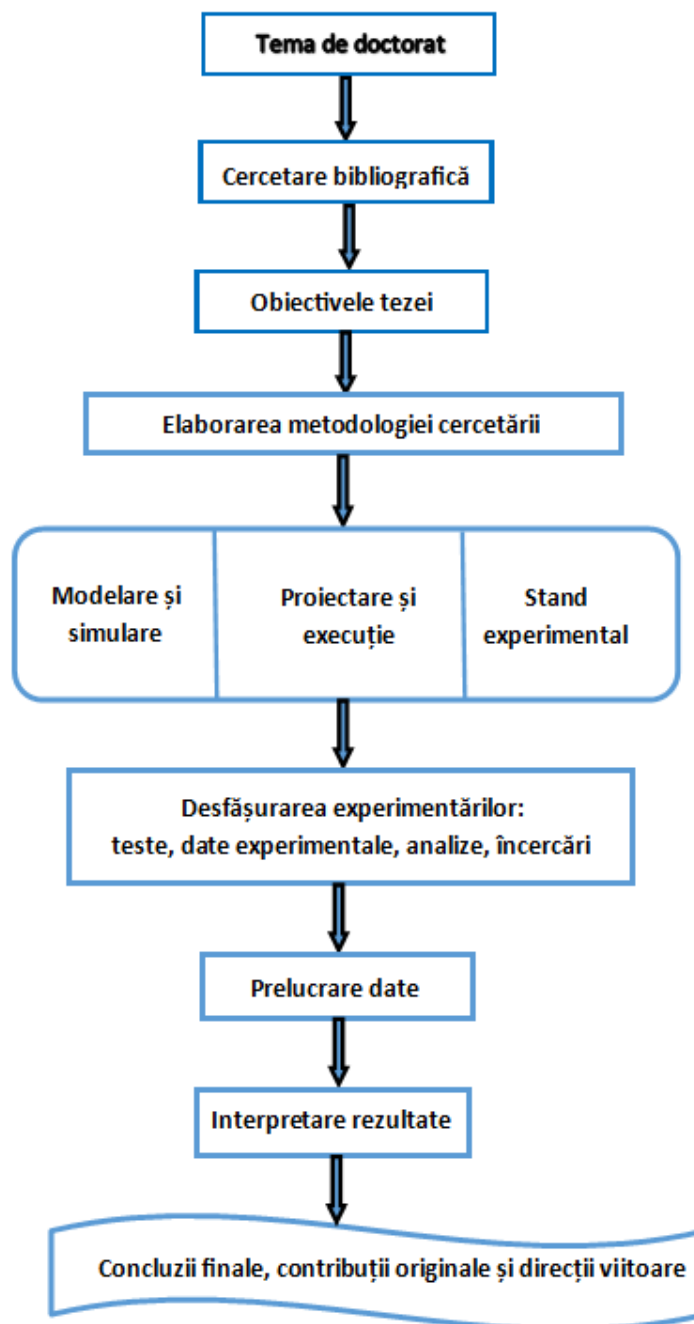 Tema de doctorat
Cercetare bibliografică
Obiectivele tezei
Elaborarea metodologiei cercetării
Modelare și
simulare
Proiectare și
execuție
Stand
experimental
Desfășurarea experimentărilor:
teste, date experimentale, analize, încercări
Prelucrare date
Interpretare rezultate
Concluzii finale, contribuții originale și direcții viitoare